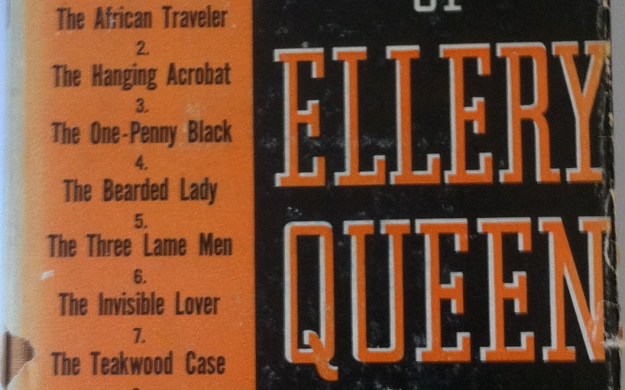 The African Traveler
2.
The Hanging Acrobat
3.
The One-Penny Black
4.
The Bearded Lady
5.
The Three Lame Men
6.
The Invisible Lover
7.
The Teakwood Case
OF
ELLERY
QUEEN